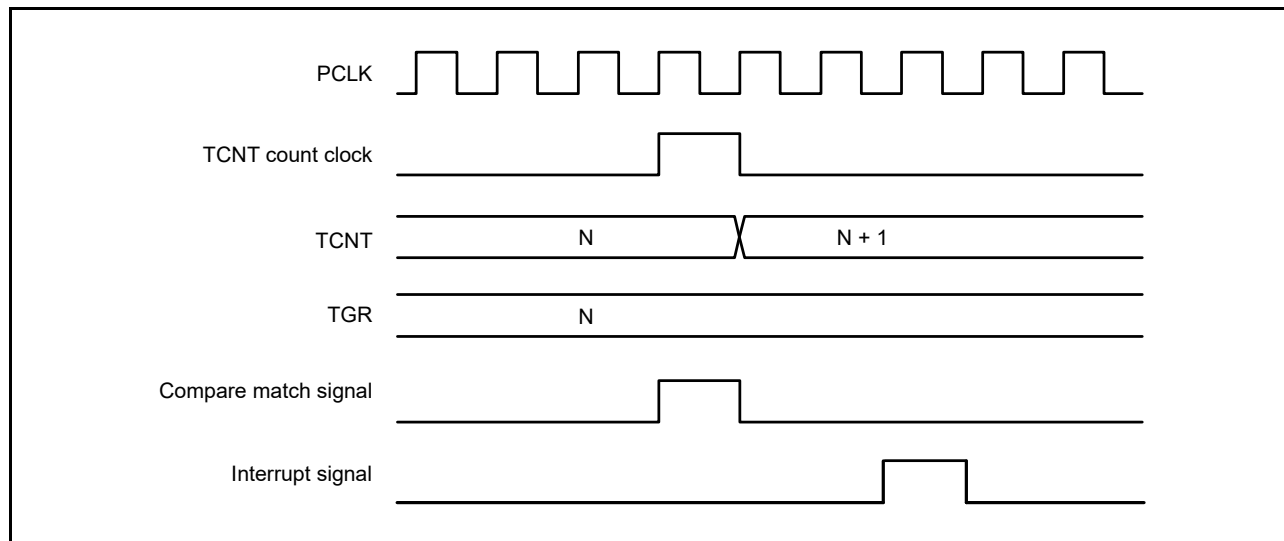 PCLK
TCNT count clock
TCNT
N
N + 1
TGR
N
Compare match signal
Interrupt signal